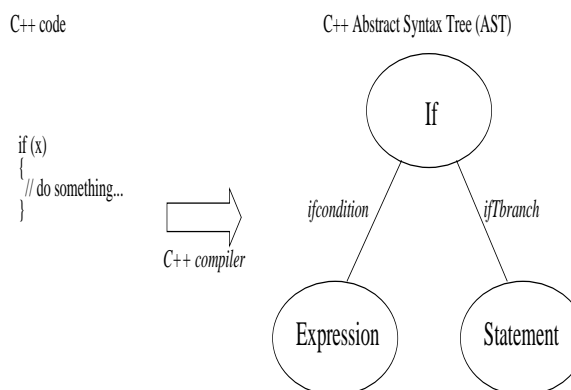 C++ code
C++ Abstract Syntax Tree (AST)
if (x)
{
// do something...
}
C++ compiler
If
ifcondition
ifTbranch
Expression
Statement